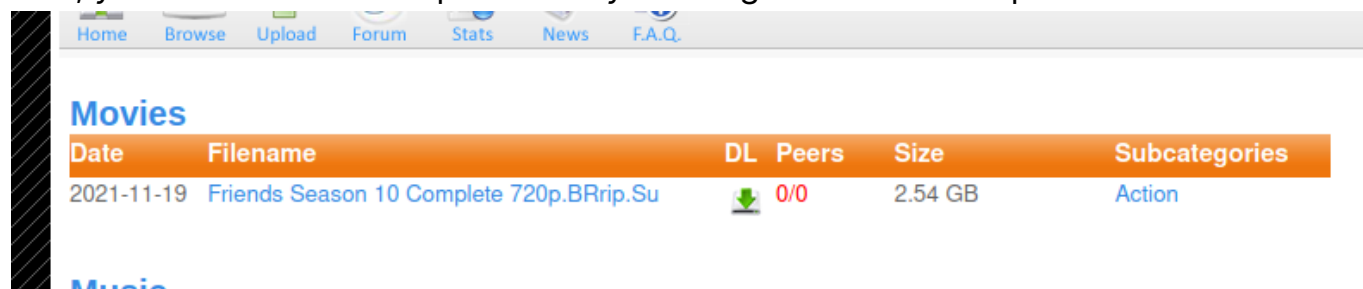 Home Browse Upload Forum Stats News F.A.Q.
Movies
Date Filename DL Peers Size Subcategories
2021-11-19 Friends Season 10 Complete 720p.BRrip.Su 0/0 2.54 GB Action
Music